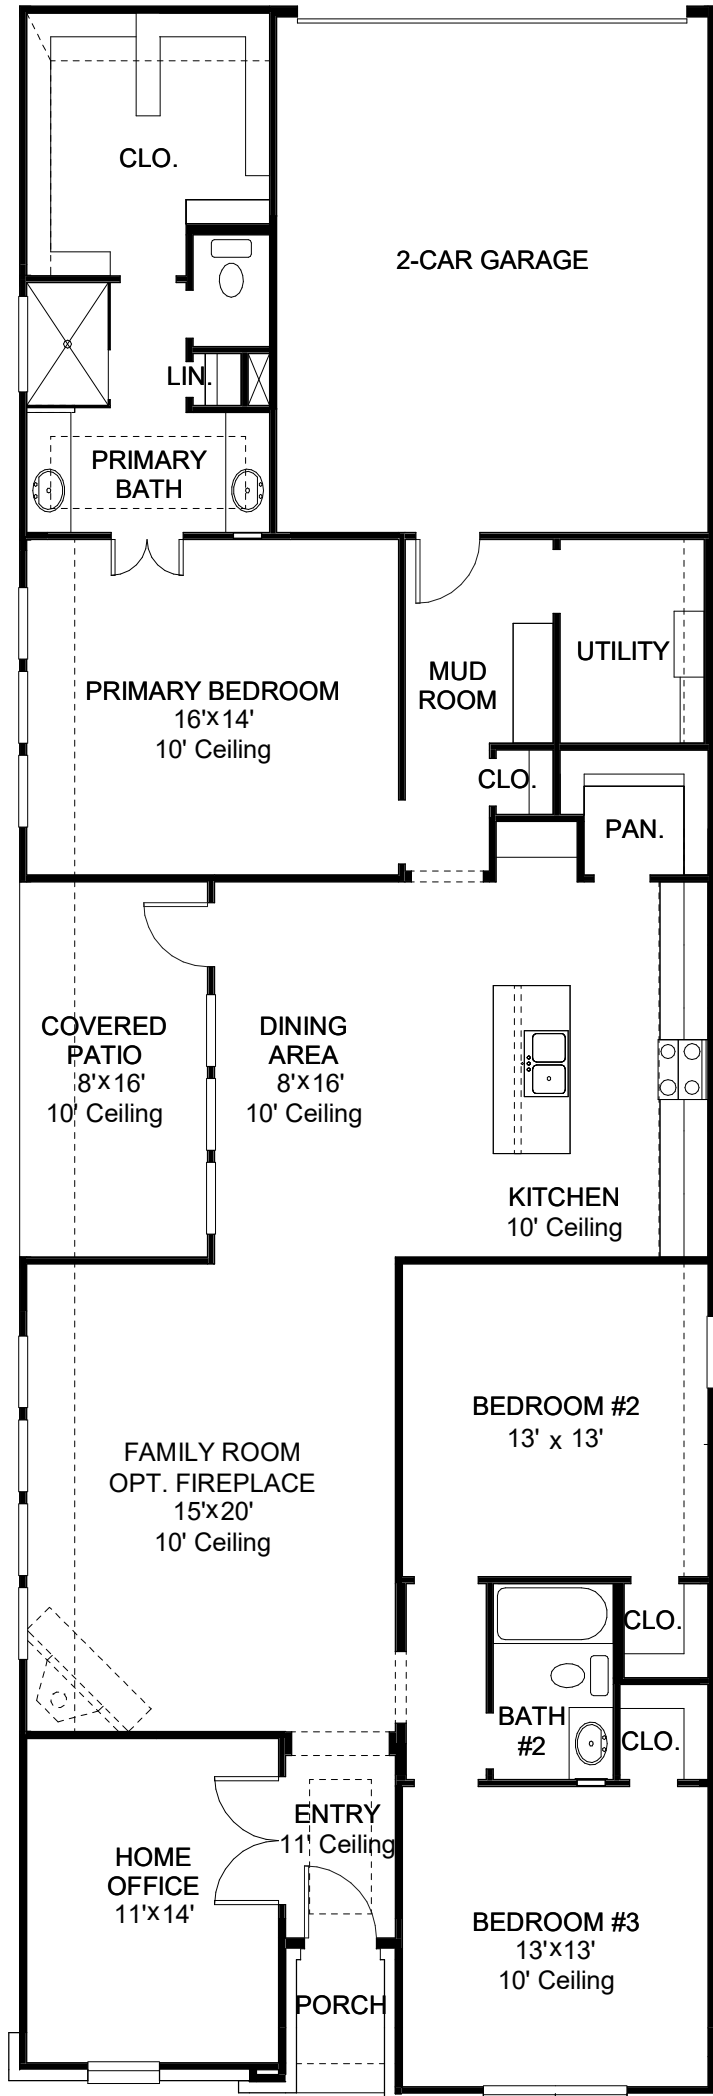 CLO.
2-CAR GARAGE
LIN.
PRIMARY
BATH
PRIMARY BEDROOM
16'x14'
10' Ceiling
MUD
ROOM
UTILITY
CLO.
PAN.
COVERED
PATIO
8'x16'
10' Ceiling
DINING
AREA
8'x16'
10' Ceiling
KITCHEN
10' Ceiling
BEDROOM #2
13' x 13'
FAMILY ROOM
OPT. FIREPLACE
15'x20'
10' Ceiling
CLO.
BATH
#2
CLO.
ENTRY
11' Ceiling
HOME
OFFICE
11'x14'
BEDROOM #3
13'x13'
10' Ceiling
PORCH